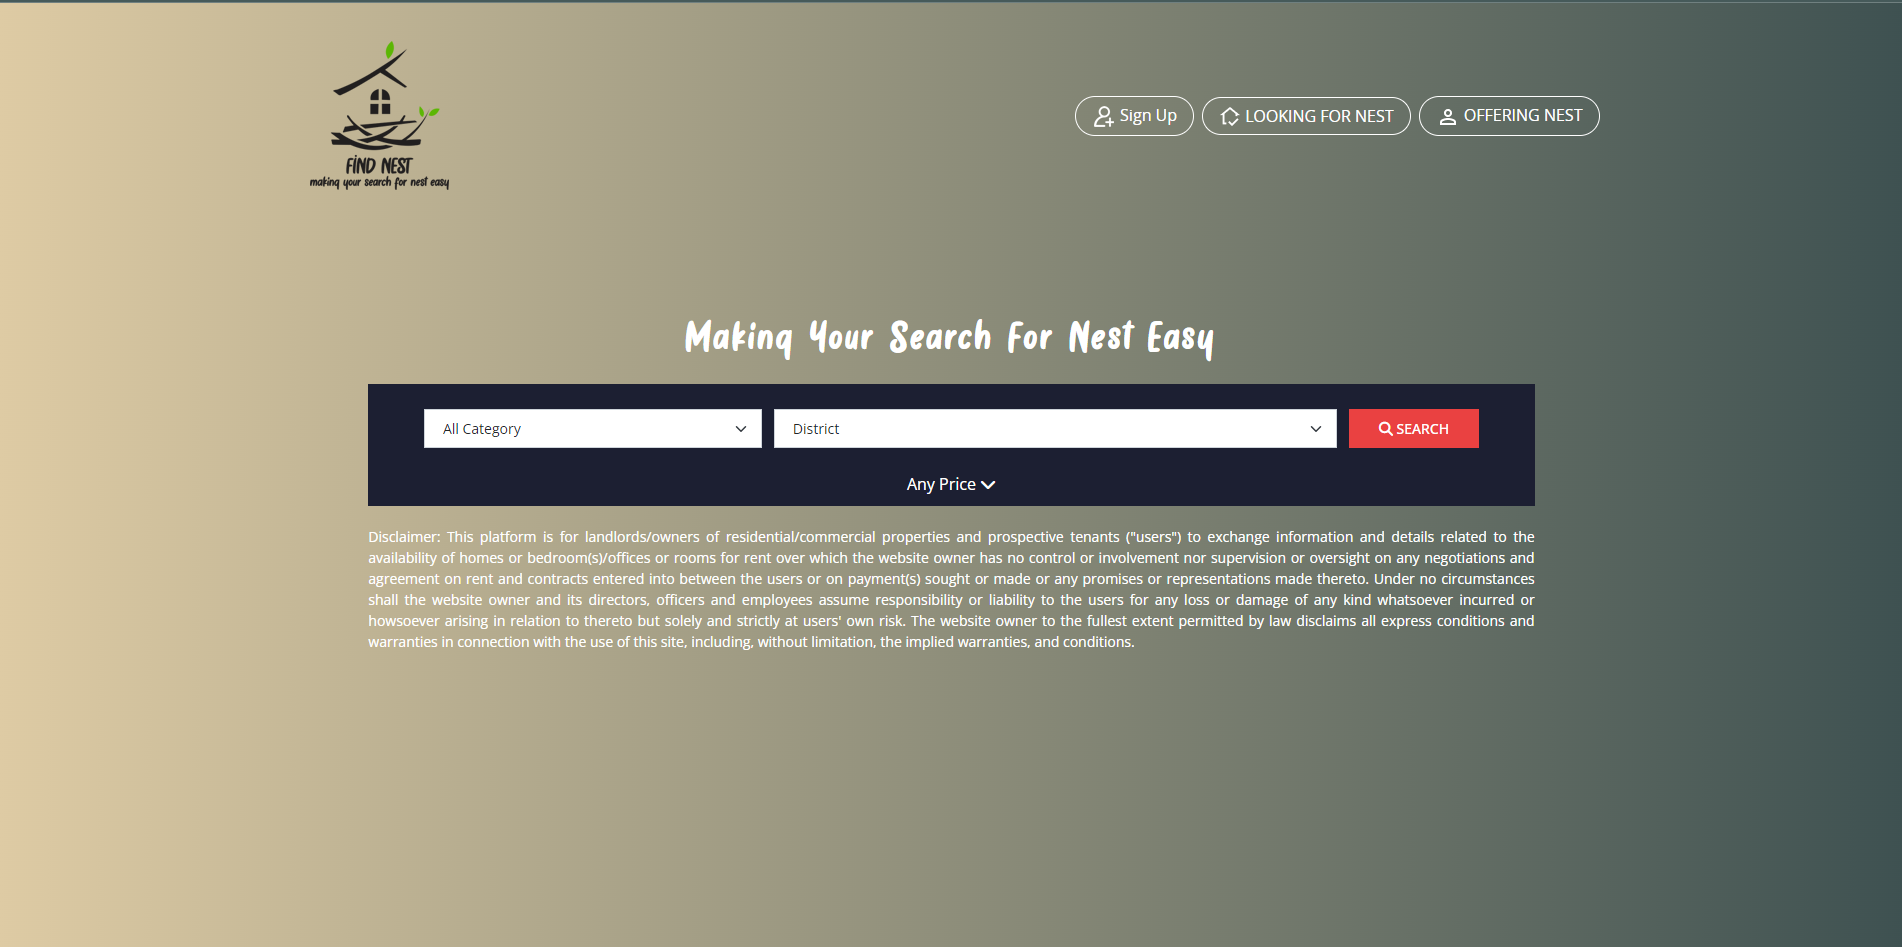 FIND NEST
making your search for nest easy
Sign Up
LOOKING FOR NEST
OFFERING NEST
Making Your Search For Nest Easy
All Category
District
SEARCH
Any Price
Disclaimer: This platform is for landlords/owners of residential/commercial properties and prospective tenants ("users") to exchange information and details related to the
availability of homes or bedroom(s)/offices or rooms for rent over which the website owner has no control or involvement nor supervision or oversight on any negotiations and
agreement on rent and contracts entered into between the users or on payment(s) sought or made or any promises or representations made thereto. Under no circumstances
shall the website owner and its directors, officers and employees assume responsibility or liability to the users for any loss or damage of any kind whatsoever incurred or
howsoever arising in relation to thereto but solely and strictly at users' own risk. The website owner to the fullest extent permitted by law disclaims all express conditions and
warranties in connection with the use of this site, including, without limitation, the implied warranties, and conditions.